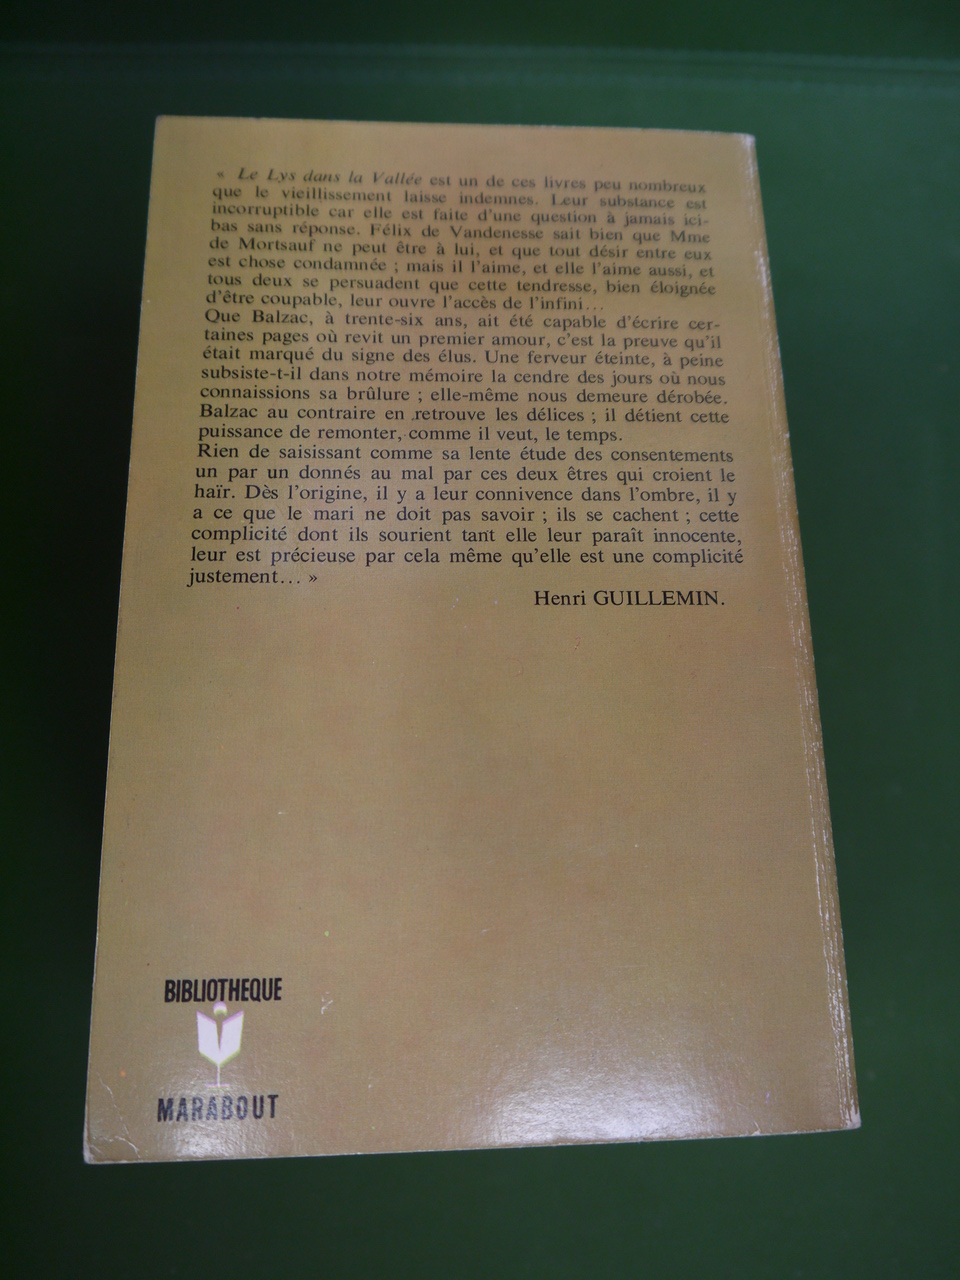 « Le Lys dans la Vallée est un de ces livres peu nombreux
que le vieillissement laisse indemnes. Leur substance est
incorruptible car elle est faite d'une question à jamais ici-
bas sans réponse. Félix de Vandenesse sait bien que Mme
de Mortsauf ne peut être à lui, et que tout désir entre eux
est chose condamnée ; mais il l'aime, et elle l'aime aussi, et
tous deux se persuadent que cette tendresse, bien éloignée
d'être coupable, leur ouvre l'accès de l'infini...
Que Balzac, à trente-six ans, ait été capable d'écrire cer-
taines pages où revit un premier amour, c'est la preuve qu'il
était marqué du signe des élus. Une ferveur éteinte, à peine
subsiste-t-il dans notre mémoire la cendre des jours où nous
connaissions sa brûlure ; elle-même nous demeure dérobée.
Balzac au contraire en retrouve les délices ; il détient cette
puissance de remonter, comme il veut, le temps.
Rien de saisissant comme sa lente étude des consentements
un par un donnés au mal par ces deux êtres qui croient le
haïr. Dès l'origine, il y a leur connivence dans l'ombre, il y
a ce que le mari ne doit pas savoir ; ils se cachent ; cette
complicité dont ils sourient tant elle leur paraît innocente,
leur est précieuse par cela même qu'elle est une complicité
justement... »
Henri GUILLEMIN.
BIBLIOTHEQUE
MARABOUT